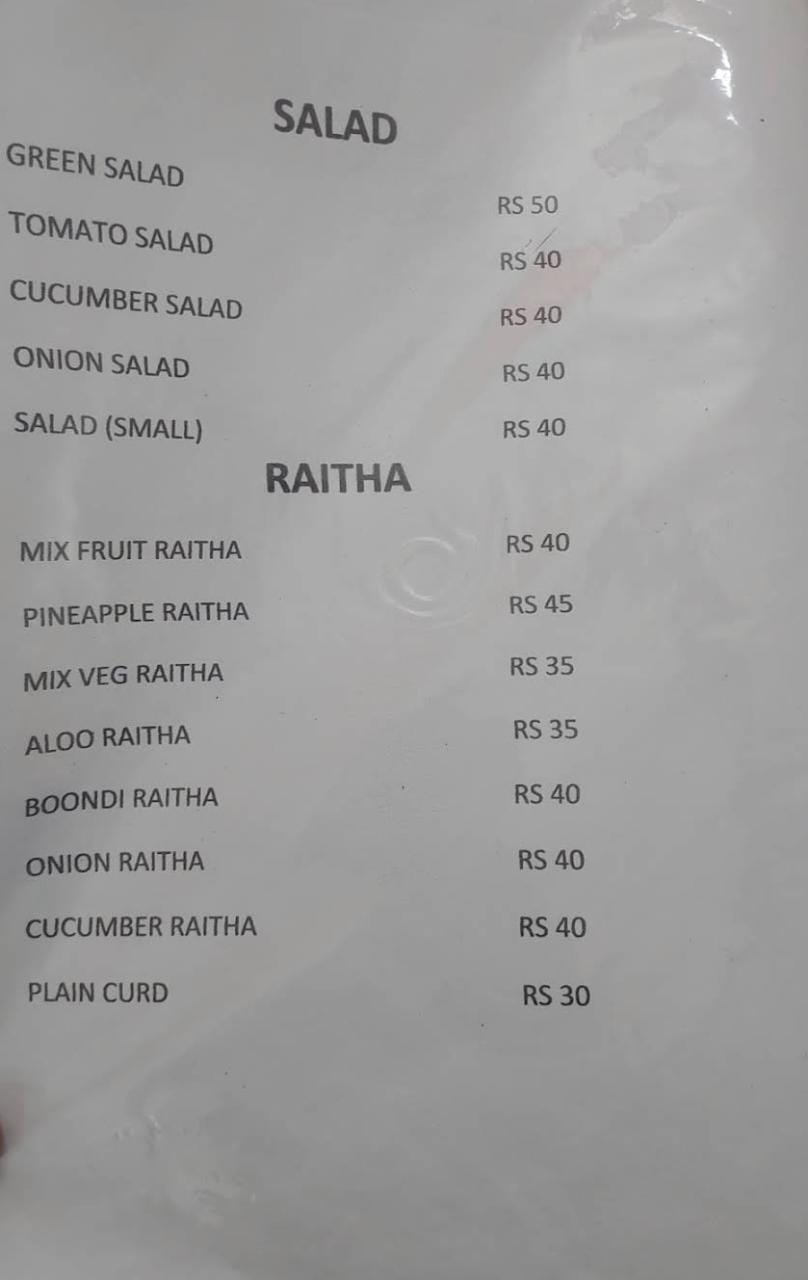 SALAD
GREEN SALAD RS 50
TOMATO SALAD RS 40
CUCUMBER SALAD RS 40
ONION SALAD RS 40
SALAD (SMALL) RS 40
RAITHA
MIX FRUIT RAITHA RS 40
PINEAPPLE RAITHA RS 45
MIX VEG RAITHA RS 35
ALOO RAITHA RS 35
BOONDI RAITHA RS 40
ONION RAITHA RS 40
CUCUMBER RAITHA RS 40
PLAIN CURD RS 30